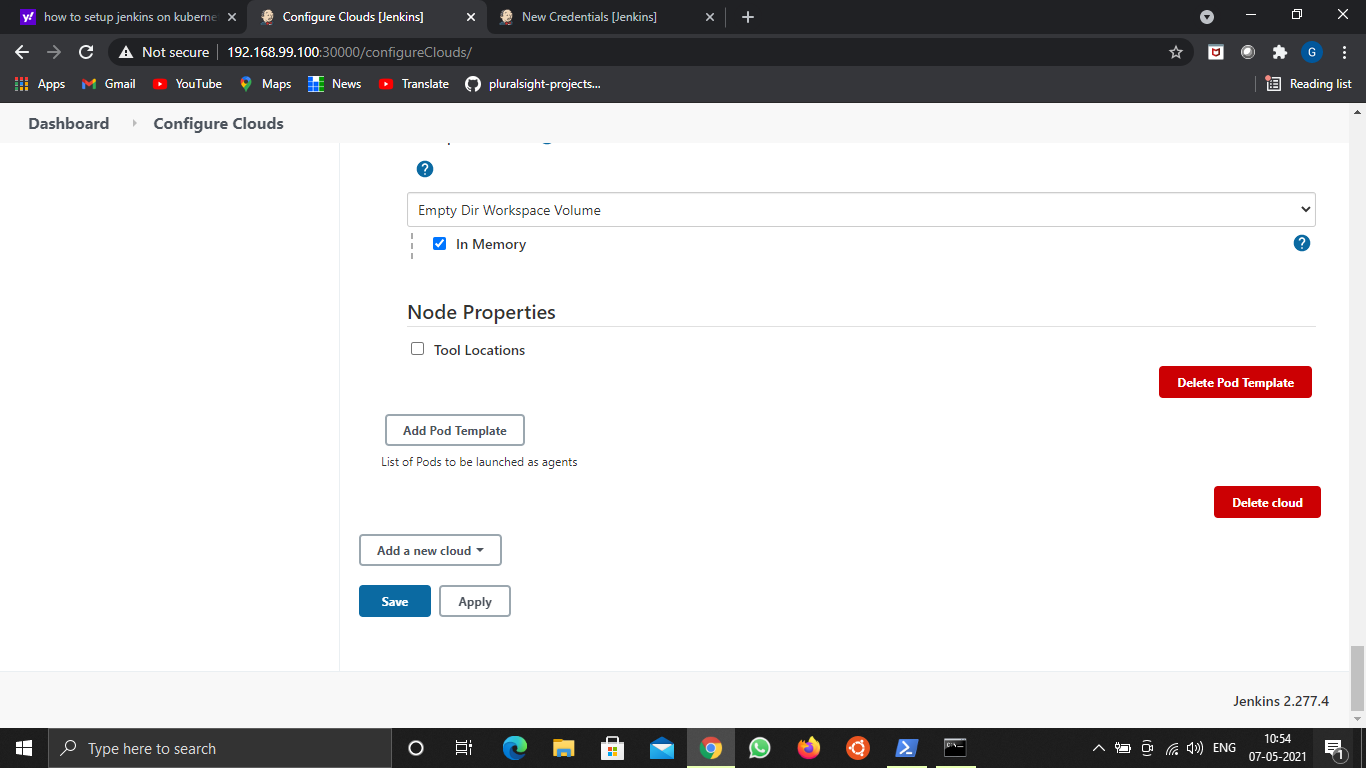 how to setup jenkins on kuberne
Configure Clouds [Jenkins]
New Credentials [Jenkins]
Not secure
192.168.99.100:30000/configureClouds/
G
Apps
Gmail
YouTube
Maps
News
Translate
pluralsight-projects...
Reading list
Dashboard
Configure Clouds
?
Empty Dir Workspace Volume
In Memory
?
Node Properties
Tool Locations
Delete Pod Template
Add Pod Template
List of Pods to be launched as agents
Delete cloud
Add a new cloud
Save
Apply
Jenkins 2.277.4
Type here to search
ENG
10:54
07-05-2021
1